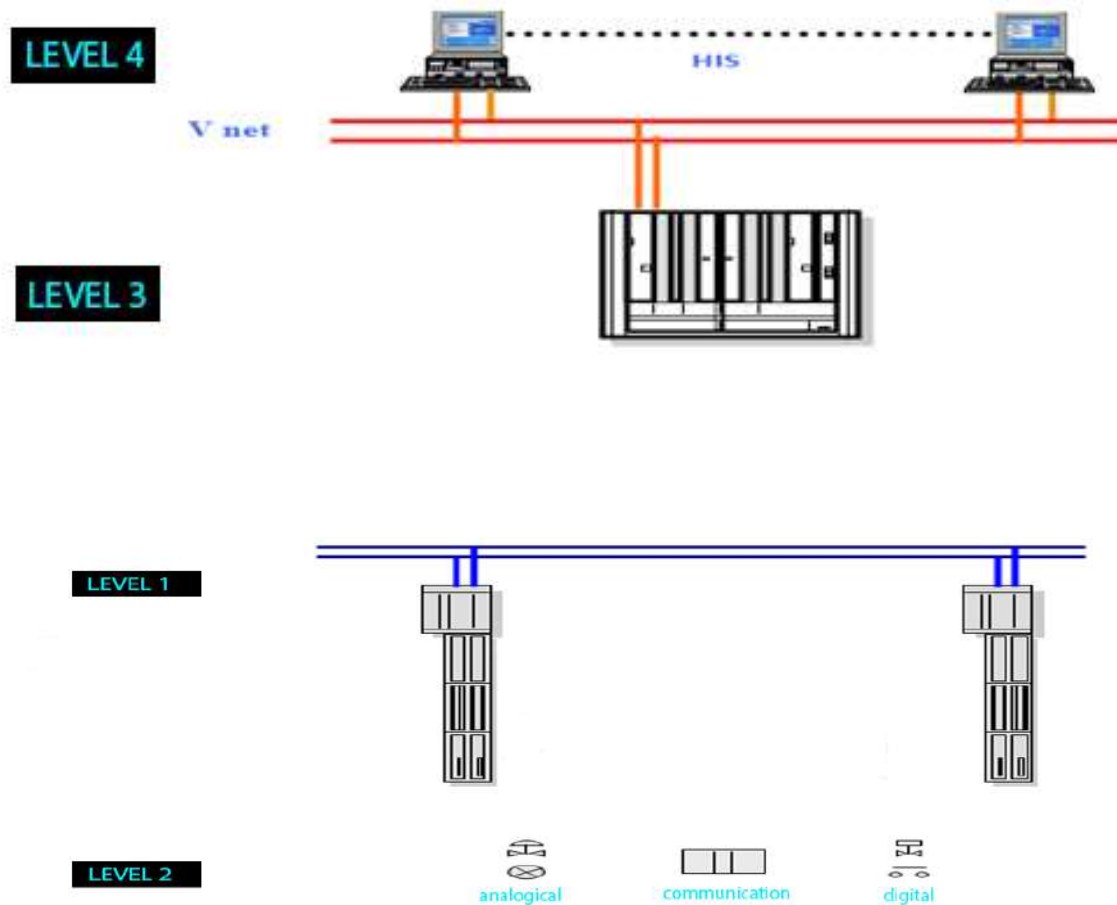 LEVEL 4
HIS
V net
LEVEL 3
LEVEL 1
LEVEL 2
analogical
communication
digital